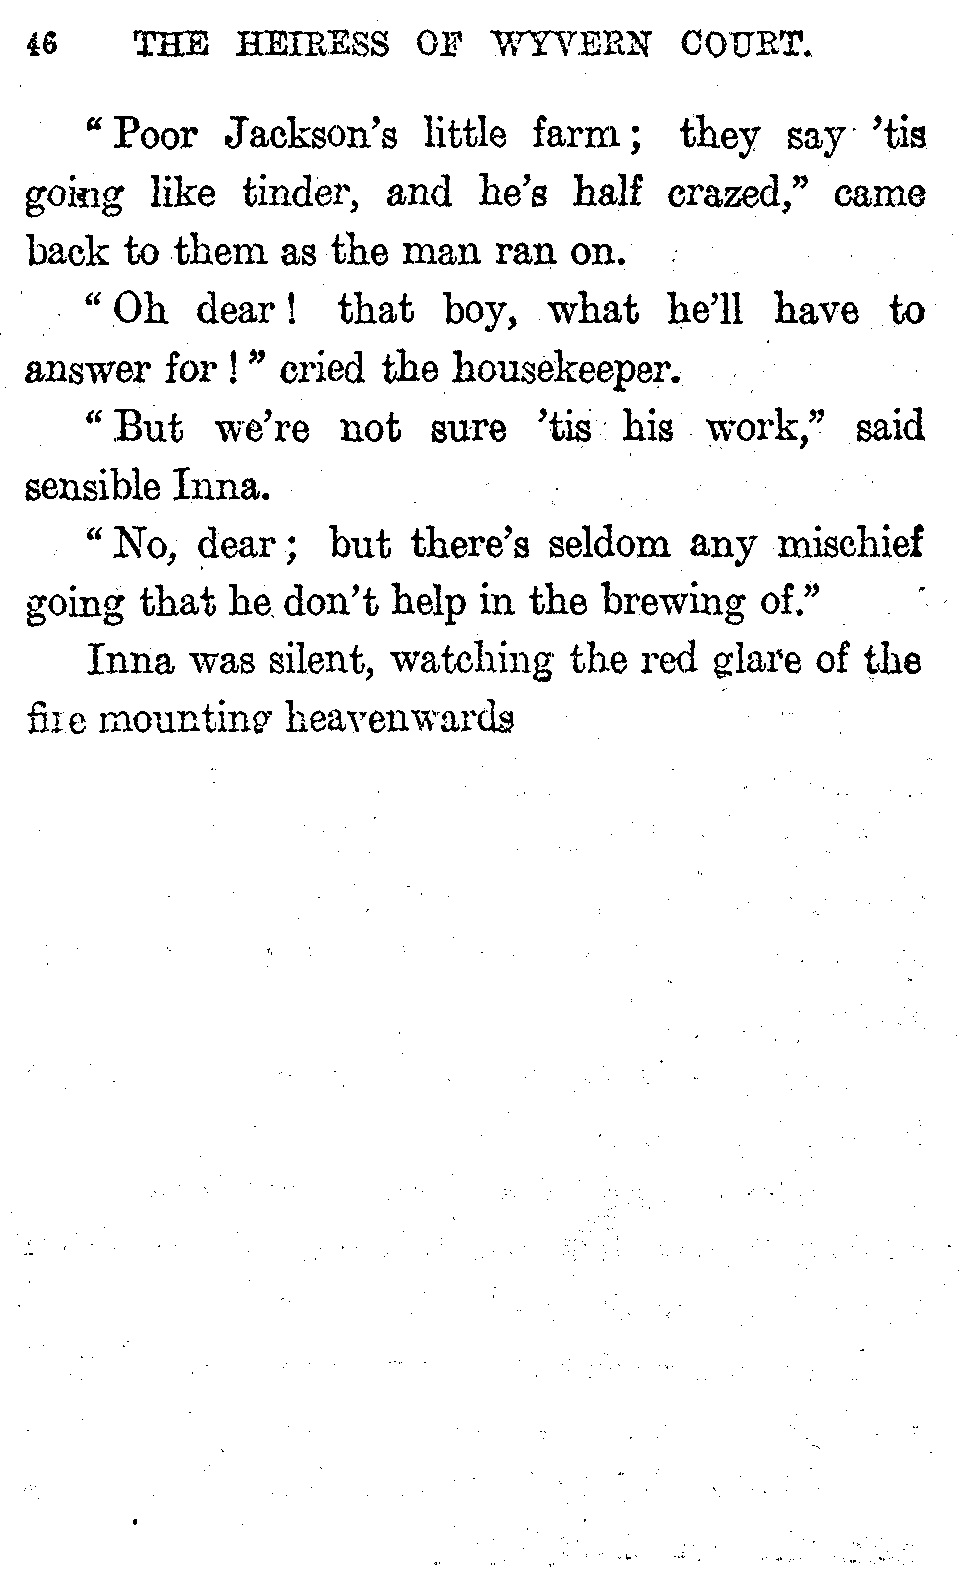 46 THE HEIRESS OF WYVERN COURT.
“Poor Jackson’s little farm; they say ’tis
going like tinder, and he’s half crazed,” came
back to them as the man ran on.
“Oh dear! that boy, what he’ll have to
answer for!” cried the housekeeper.
“But we’re not sure ’tis his work,” said
sensible Inna.
“No, dear; but there’s seldom any mischief
going that he don’t help in the brewing of.”
Inna was silent, watching the red glare of the
fire mounting heavenwards